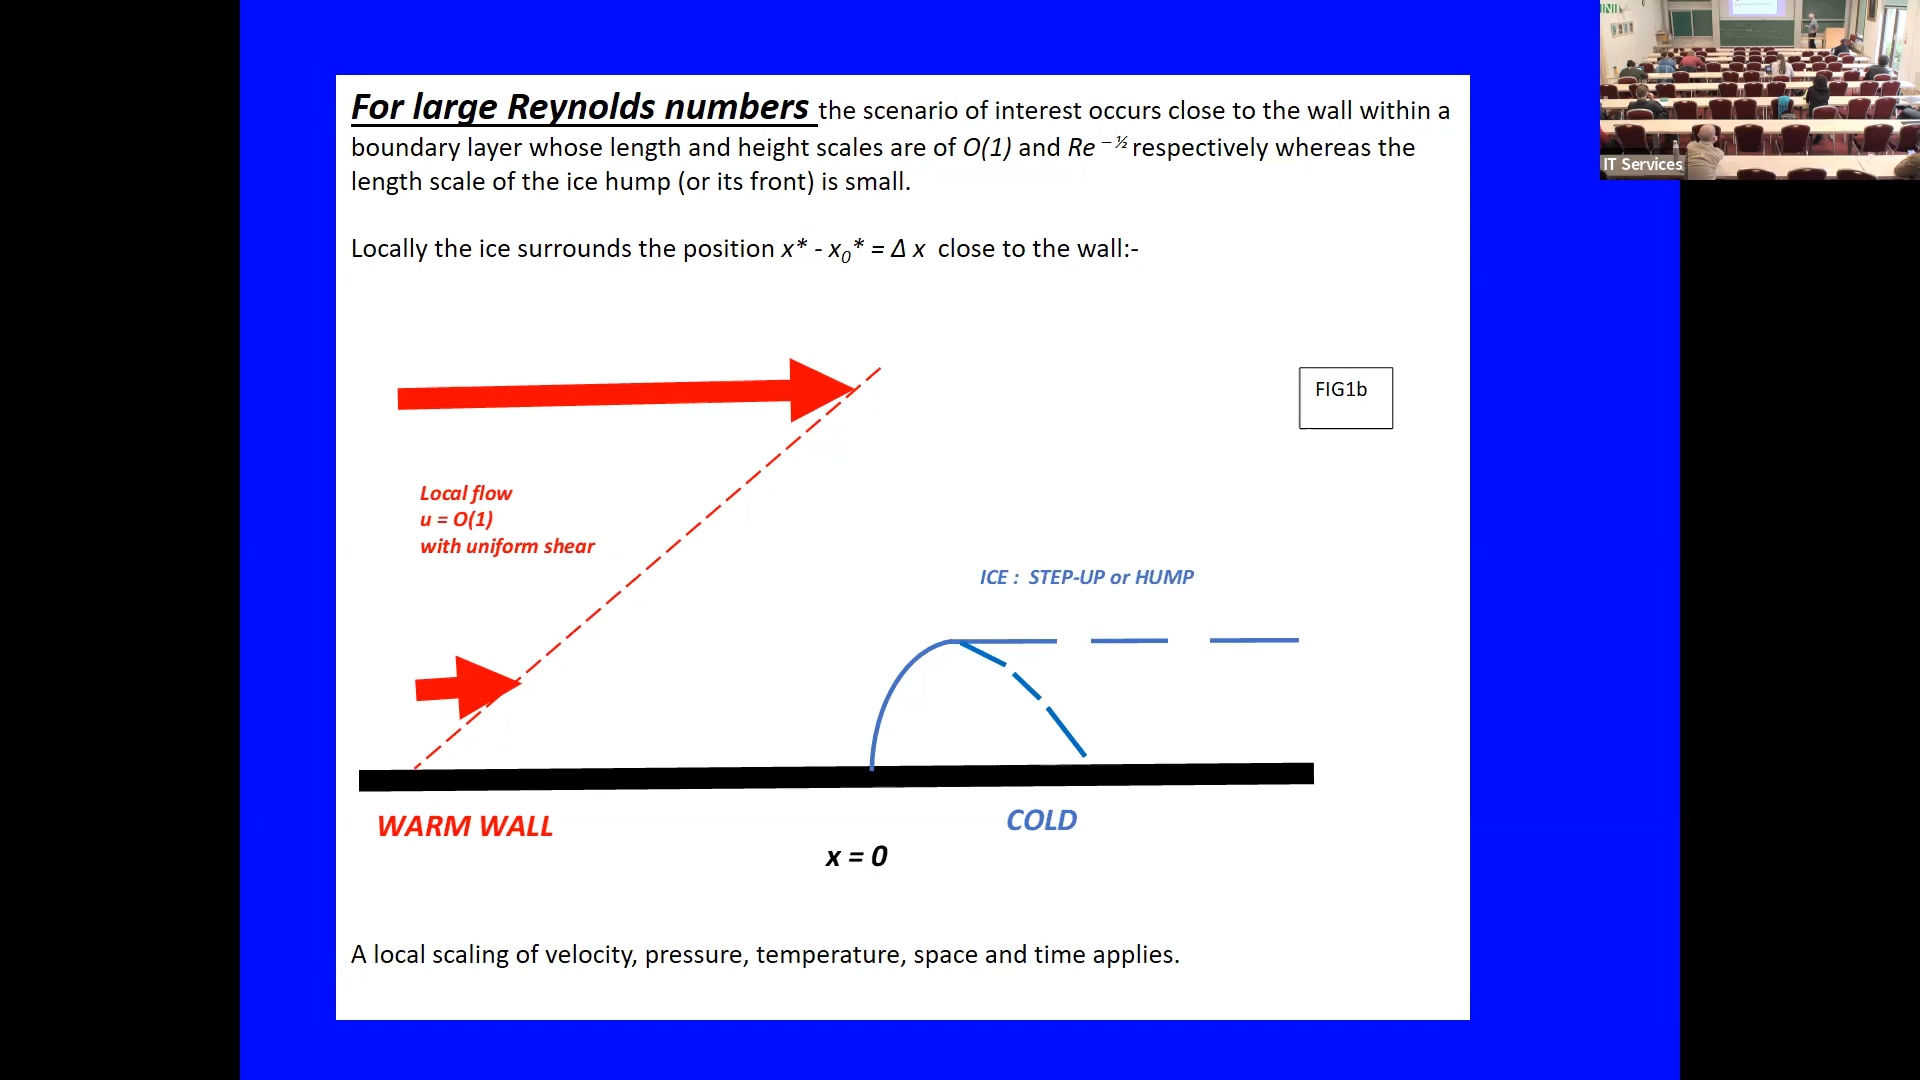 For large Reynolds numbers the scenario of interest occurs close to the wall within a
boundary layer whose length and height scales are of O(1) and Re⁻½ respectively whereas the
length scale of the ice hump (or its front) is small.
Locally the ice surrounds the position x* - x₀* = Δ x close to the wall:-
FIG1b
Local flow
u = O(1)
with uniform shear
ICE : STEP-UP or HUMP
WARM WALL
COLD
x = 0
A local scaling of velocity, pressure, temperature, space and time applies.
IT Services